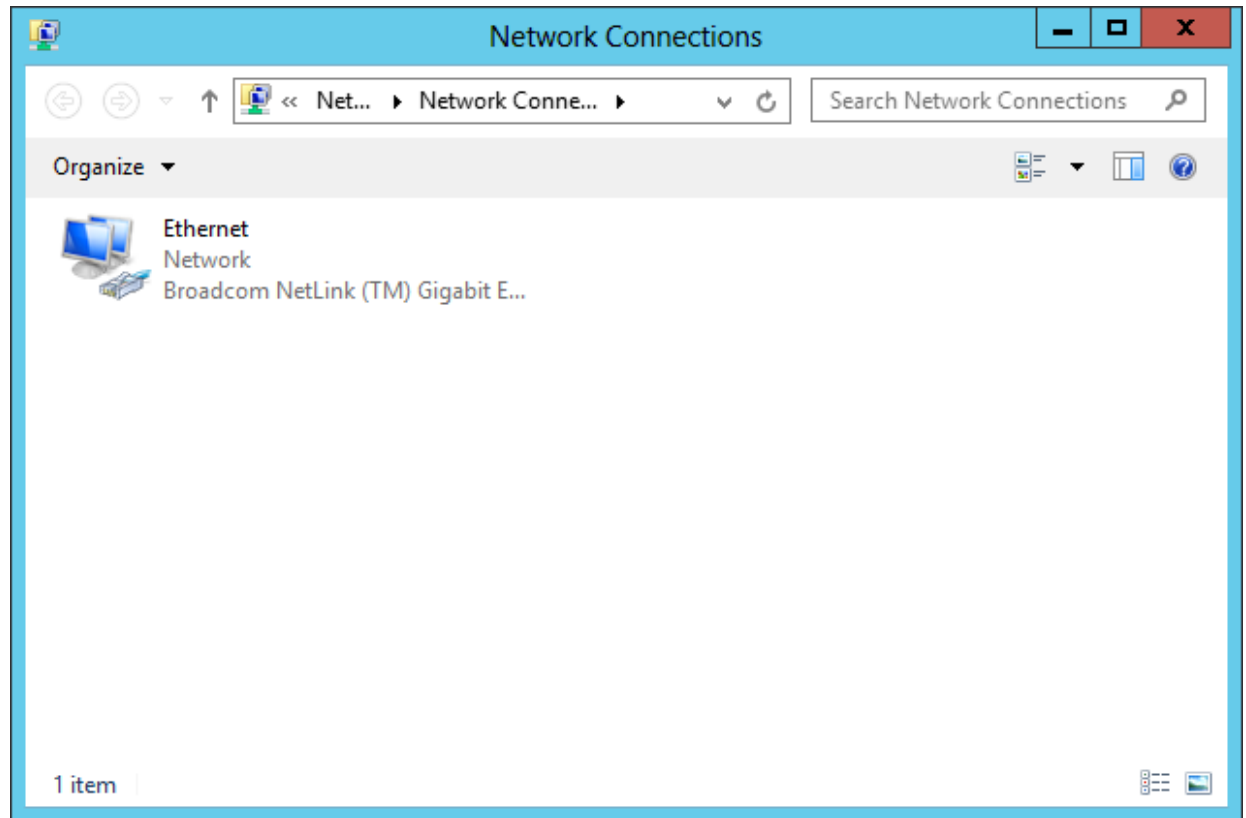 Network Connections
« Net... Network Conne... Search Network Connections
Organize
Ethernet
Network
Broadcom NetLink (TM) Gigabit E...
1 item